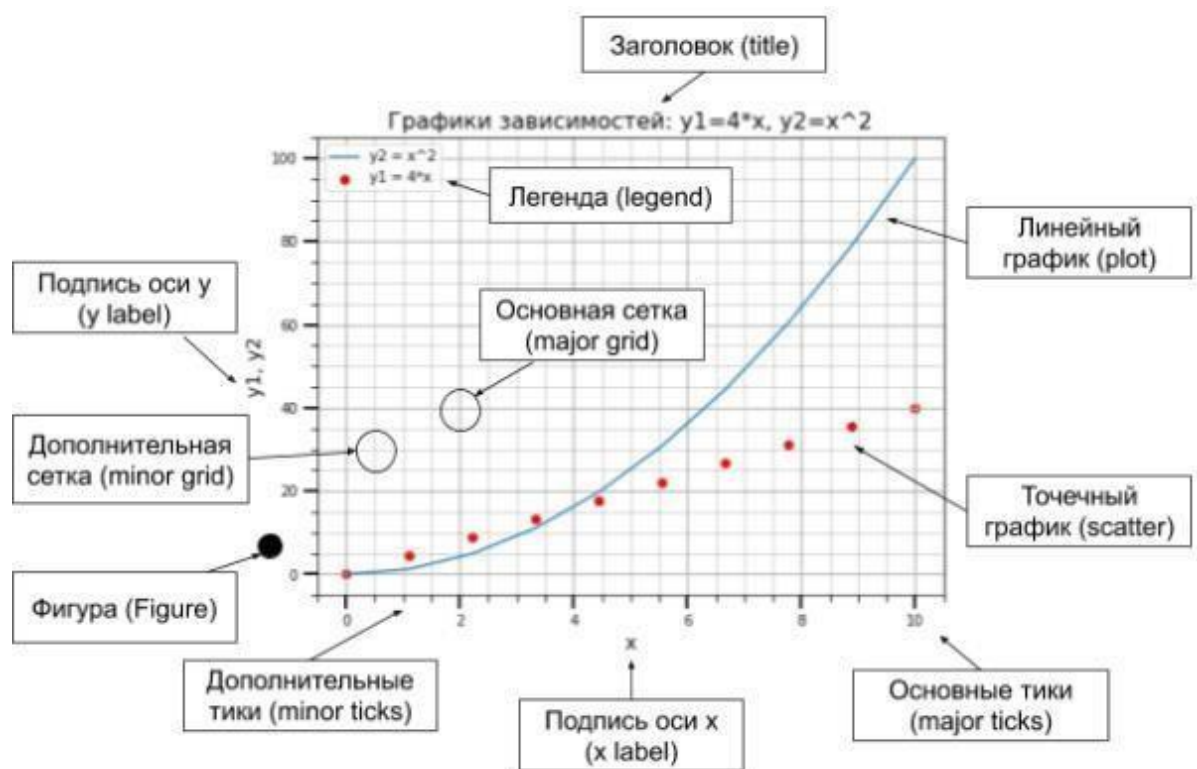 Заголовок (title)
Графики зависимостей: y1=4*x, y2=x^2
100
y2 = x^2
y1 = 4*x
Легенда (legend)
Линейный
график (plot)
80
Подпись оси y
(y label)
Основная сетка
(major grid)
60
y1, y2
40
Дополнительная
сетка (minor grid)
20
Точечный
график (scatter)
0
Фигура (Figure)
0 2 4 6 8 10
x
Дополнительные
тики (minor ticks)
Основные тики
(major ticks)
Подпись оси x
(x label)